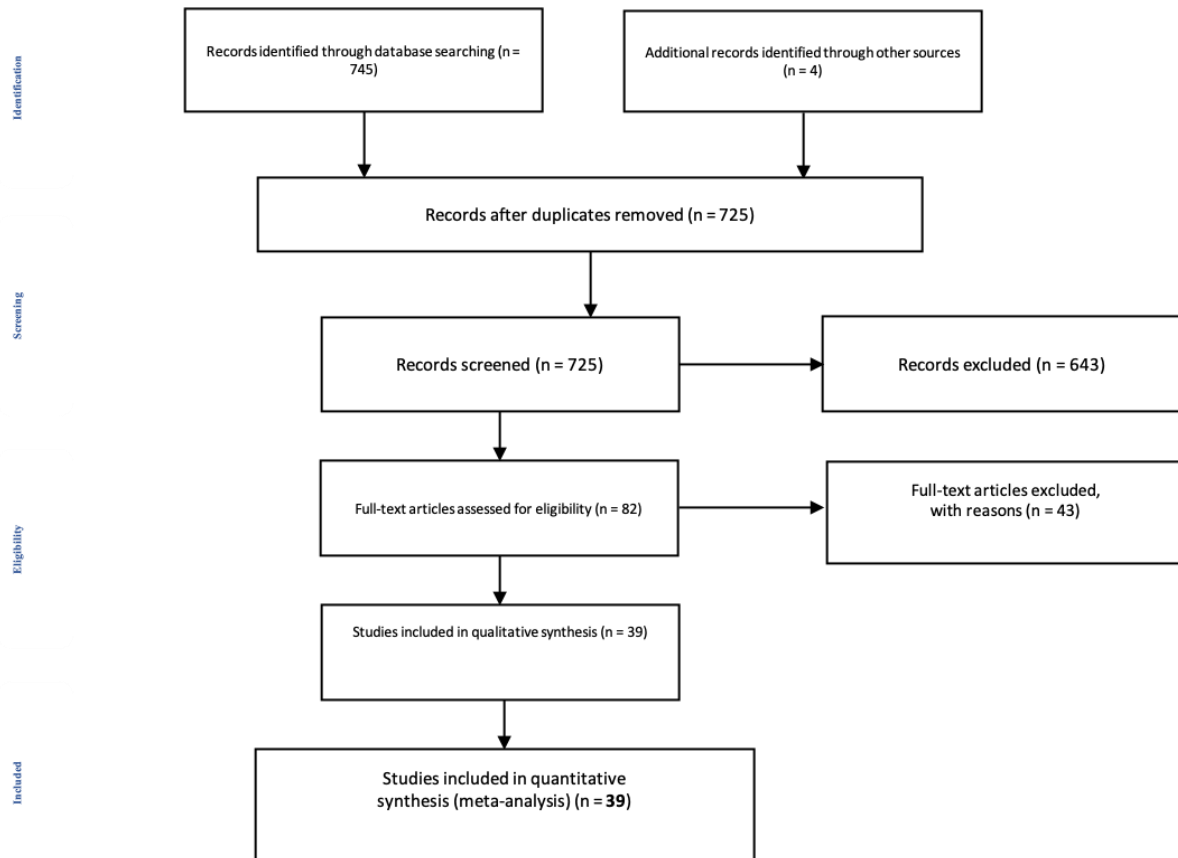 Identification
Records identified through database searching (n =
745)
Additional records identified through other sources
(n = 4)
Records after duplicates removed (n = 725)
Screening
Records screened (n = 725)
Records excluded (n = 643)
Eligibility
Full-text articles assessed for eligibility (n = 82)
Full-text articles excluded,
with reasons (n = 43)
Studies included in qualitative synthesis (n = 39)
Included
Studies included in quantitative
synthesis (meta-analysis) (n = 39)